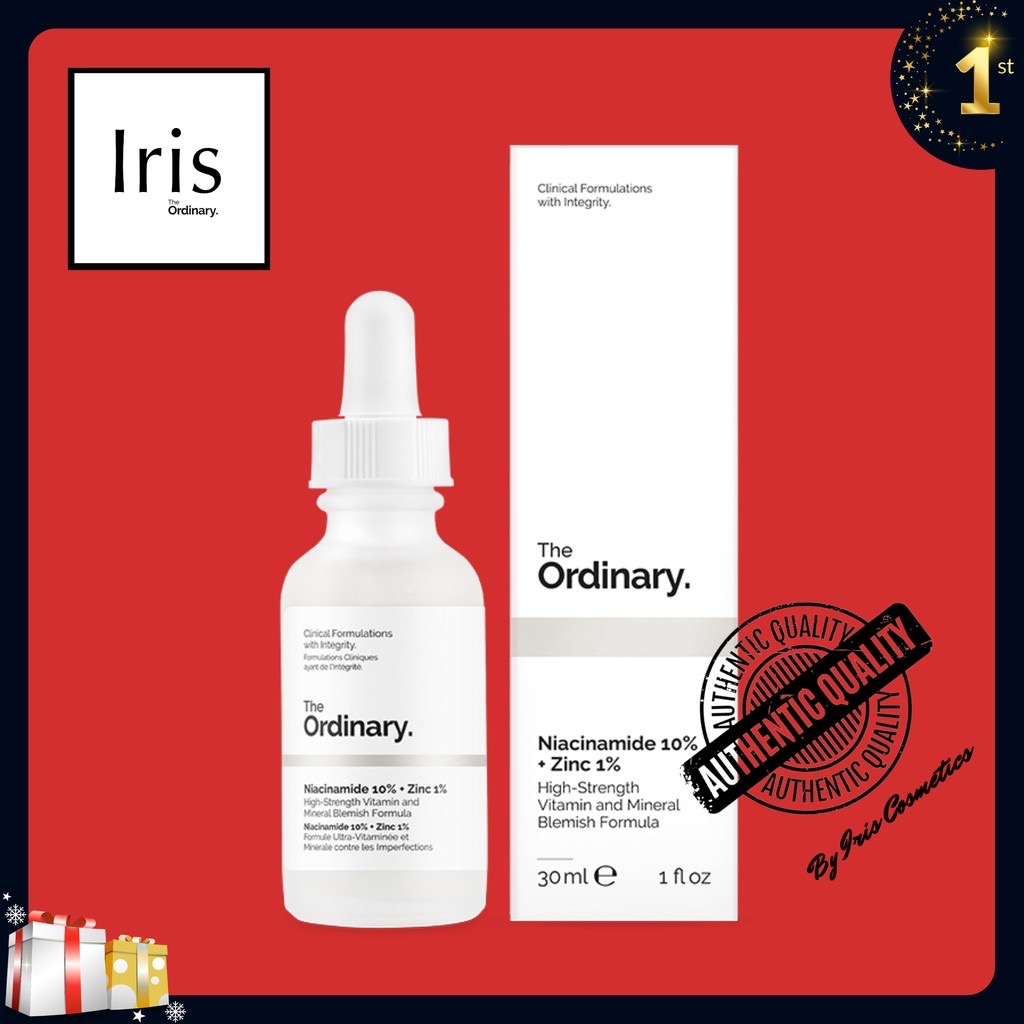 Iris
The
Ordinary.
1st
Clinical Formulations
with Integrity.
The
Ordinary.
Niacinamide 10%
+ Zinc 1%
High-Strength
Vitamin and Mineral
Blemish Formula
30 ml ℮ 1 fl oz
Clinical Formulations
with Integrity.
Formulations Cliniques
ayant de l'intégrité.
The
Ordinary.
Niacinamide 10% + Zinc 1%
High-Strength Vitamin and
Mineral Blemish Formula
Niacinamide 10% + Zinc 1%
Formule Ultra-Vitaminée et
Minérale contre les Imperfections
AUTHENTIC QUALITY
AUTHENTIC QUALITY
AUTHENTIC QUALITY
By Iris Cosmetics